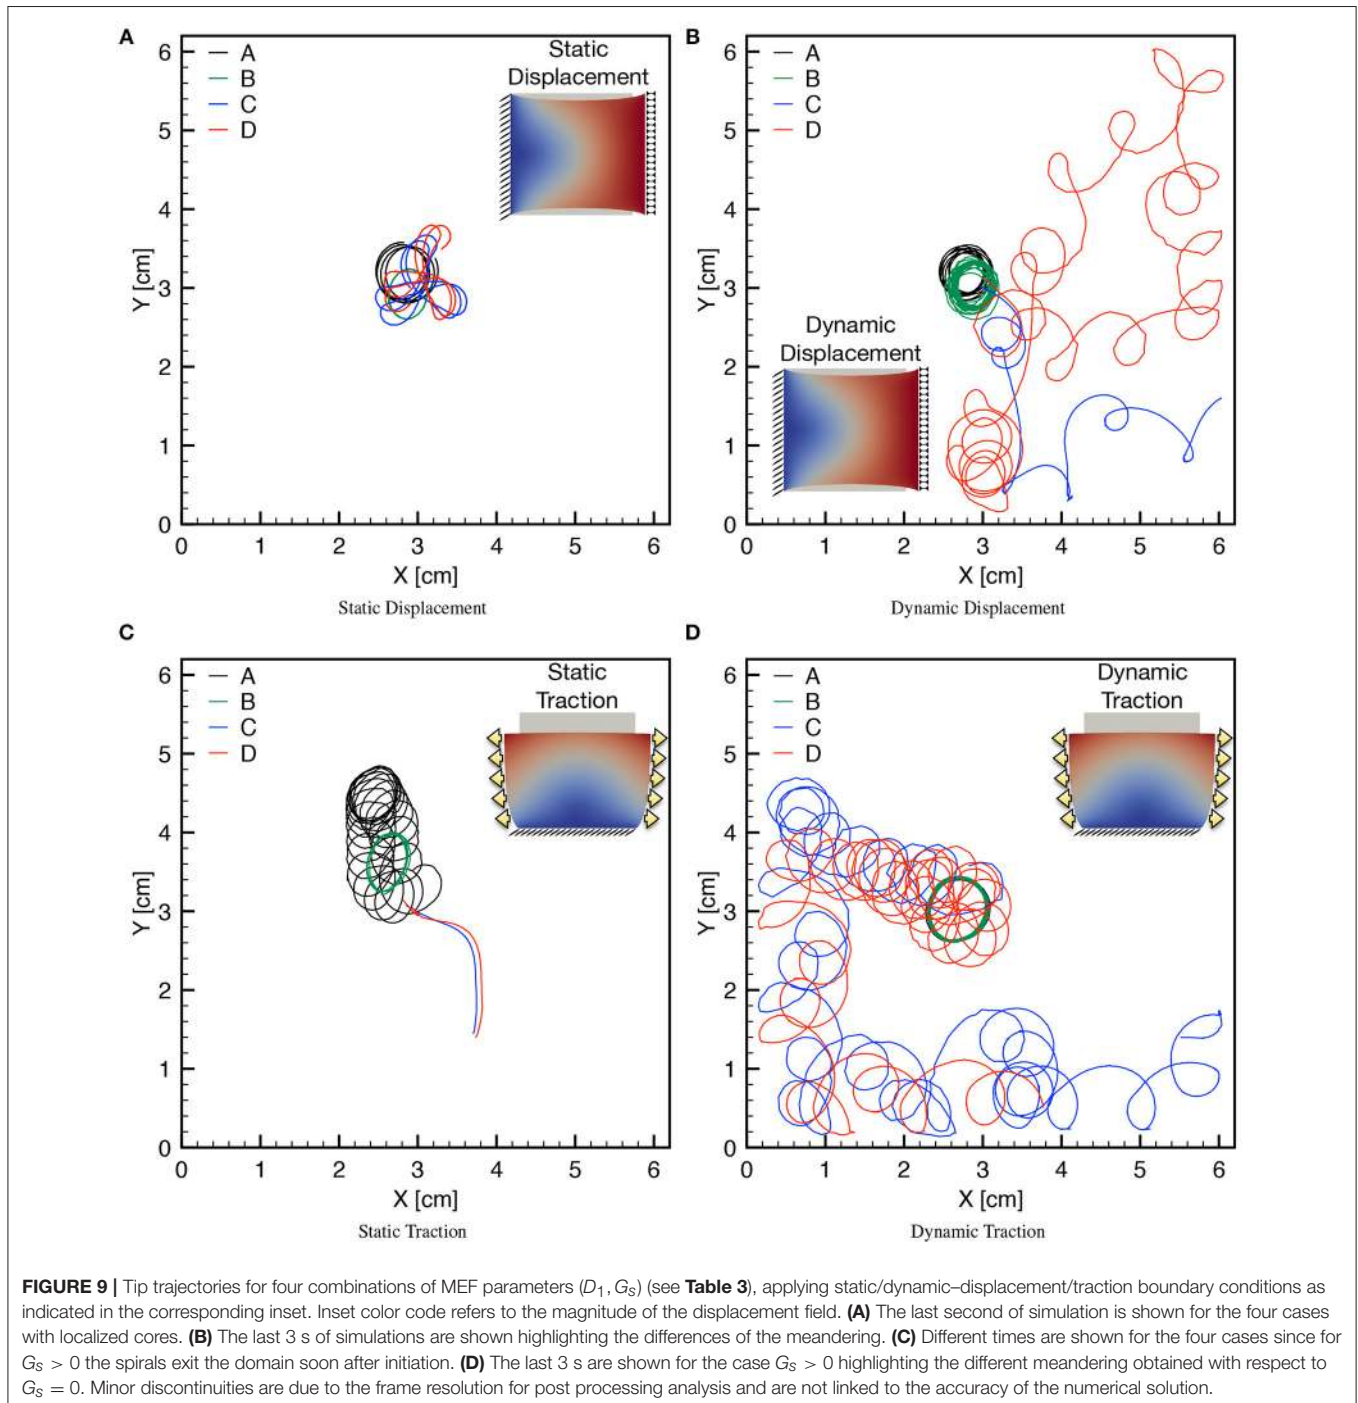 A
6
5
4
3
2
1
0
Y [cm]
A
B
C
D
Static
Displacement
0 1 2 3 4 5 6
X [cm]
Static Displacement
B
6
5
4
3
2
1
0
Y [cm]
A
B
C
D
Dynamic
Displacement
0 1 2 3 4 5 6
X [cm]
Dynamic Displacement
C
6
5
4
3
2
1
0
Y [cm]
A
B
C
D
Static
Traction
0 1 2 3 4 5 6
X [cm]
Static Traction
D
6
5
4
3
2
1
0
Y [cm]
A
B
C
D
Dynamic
Traction
0 1 2 3 4 5 6
X [cm]
Dynamic Traction
FIGURE 9 | Tip trajectories for four combinations of MEF parameters (D₁, Gₛ) (see Table 3), applying static/dynamic–displacement/traction boundary conditions as
indicated in the corresponding inset. Inset color code refers to the magnitude of the displacement field. (A) The last second of simulation is shown for the four cases
with localized cores. (B) The last 3 s of simulations are shown highlighting the differences of the meandering. (C) Different times are shown for the four cases since for
Gₛ > 0 the spirals exit the domain soon after initiation. (D) The last 3 s are shown for the case Gₛ > 0 highlighting the different meandering obtained with respect to
Gₛ = 0. Minor discontinuities are due to the frame resolution for post processing analysis and are not linked to the accuracy of the numerical solution.